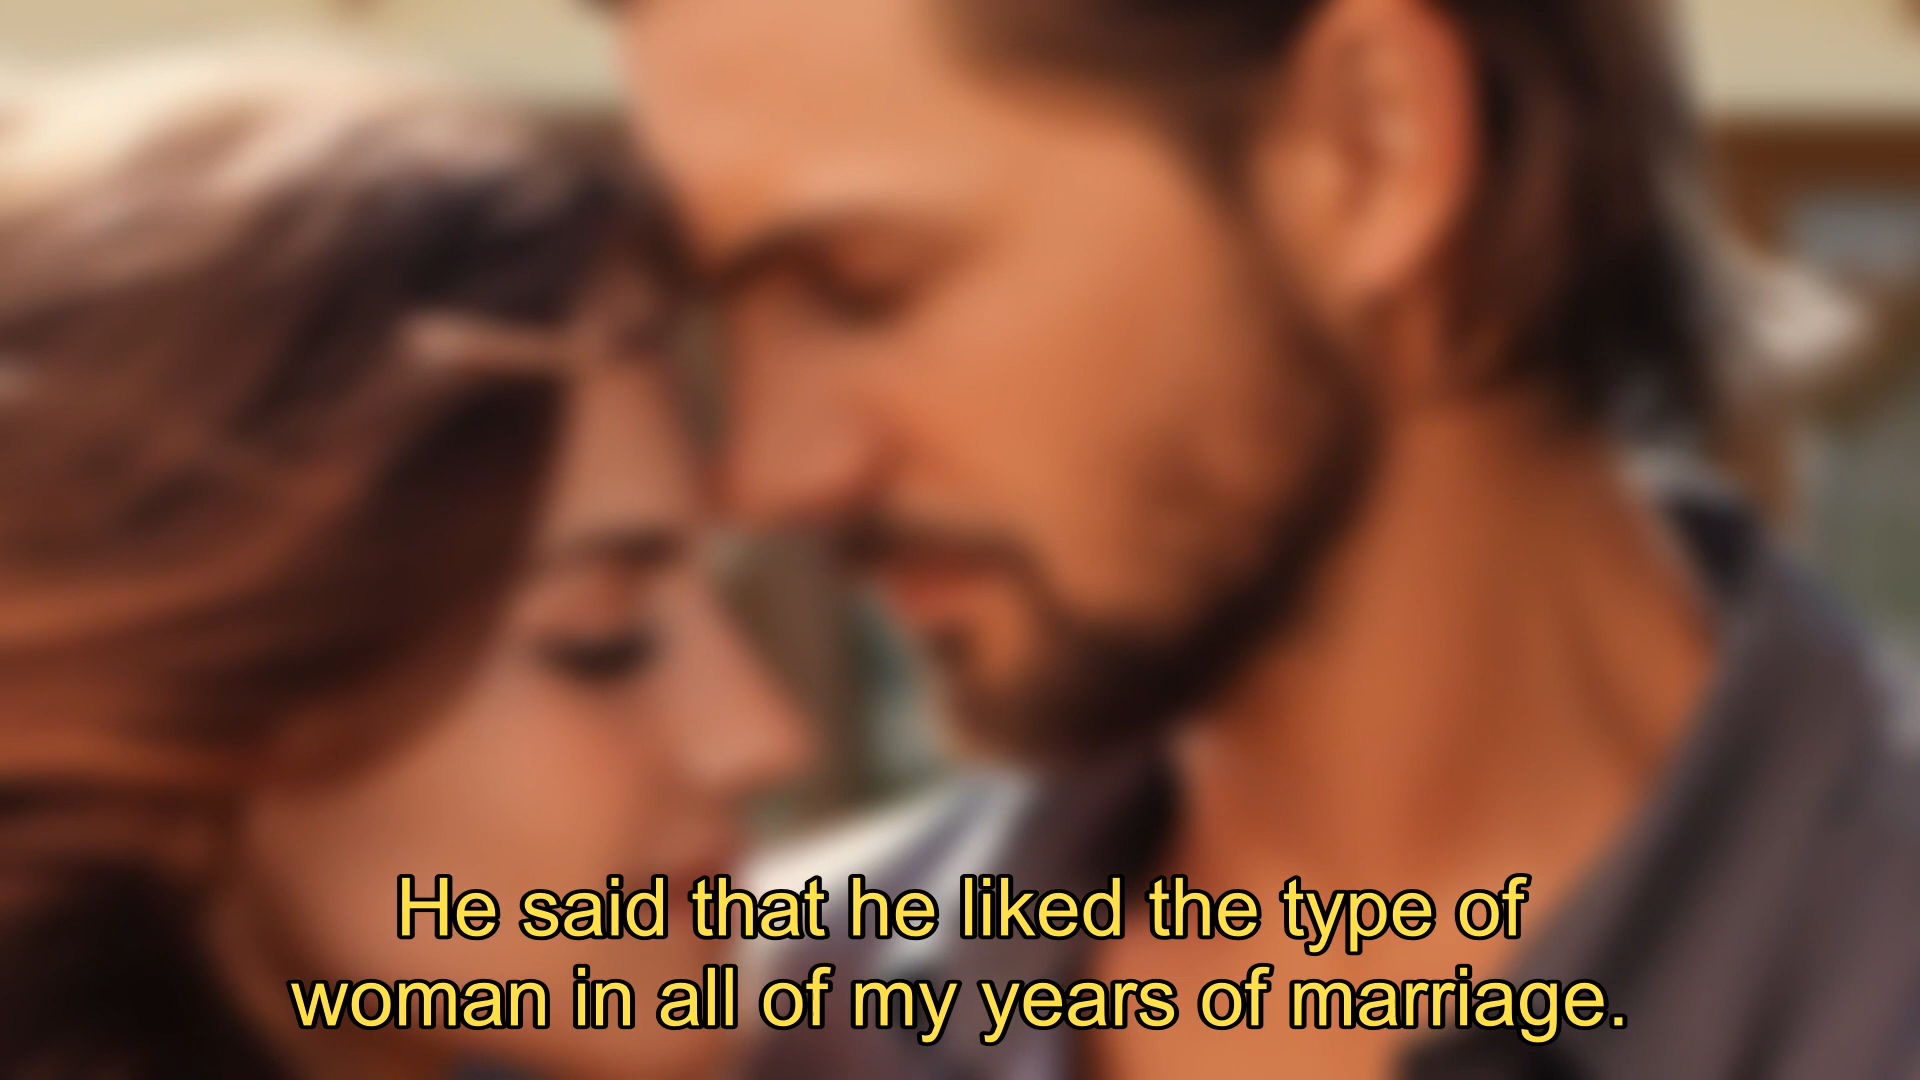 He said that he liked the type of
woman in all of my years of marriage.